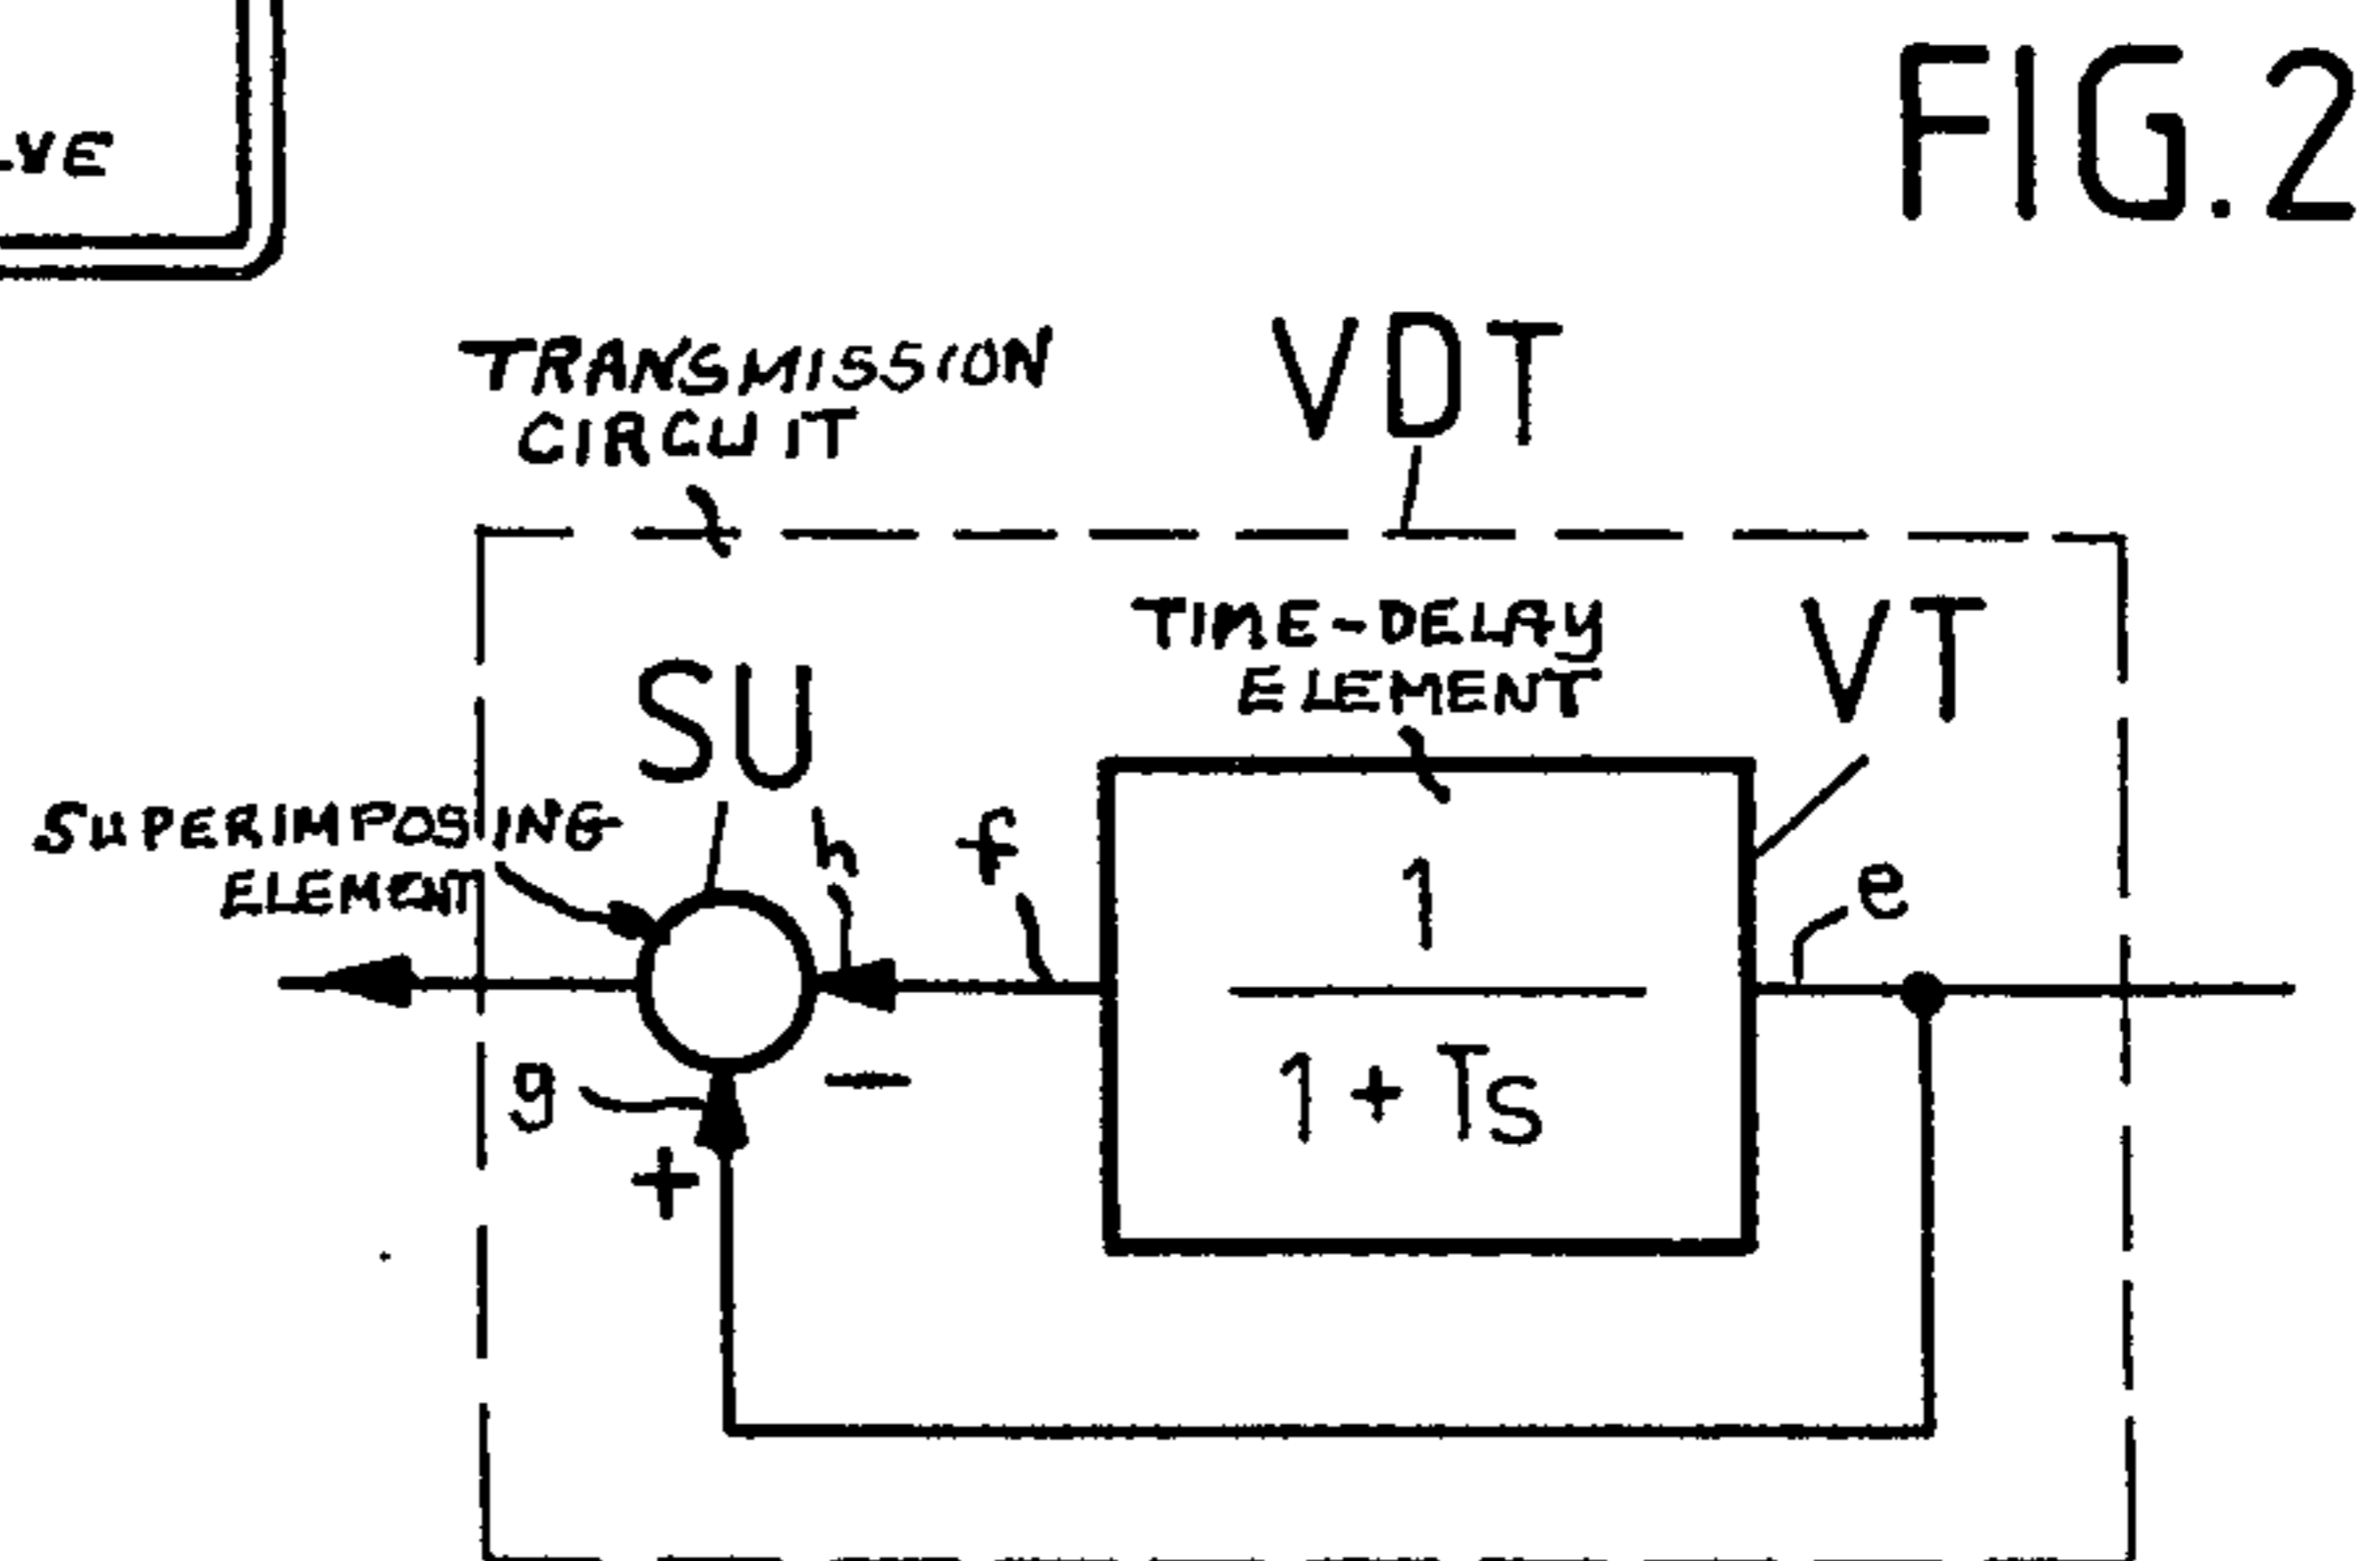 FIG.2
VE
TRANSMISSION
CIRCUIT
VDT
TIME-DELAY
ELEMENT
VT
SU
SUPERIMPOSING
ELEMENT
h
f
e
1
1+Ts
g
−
+